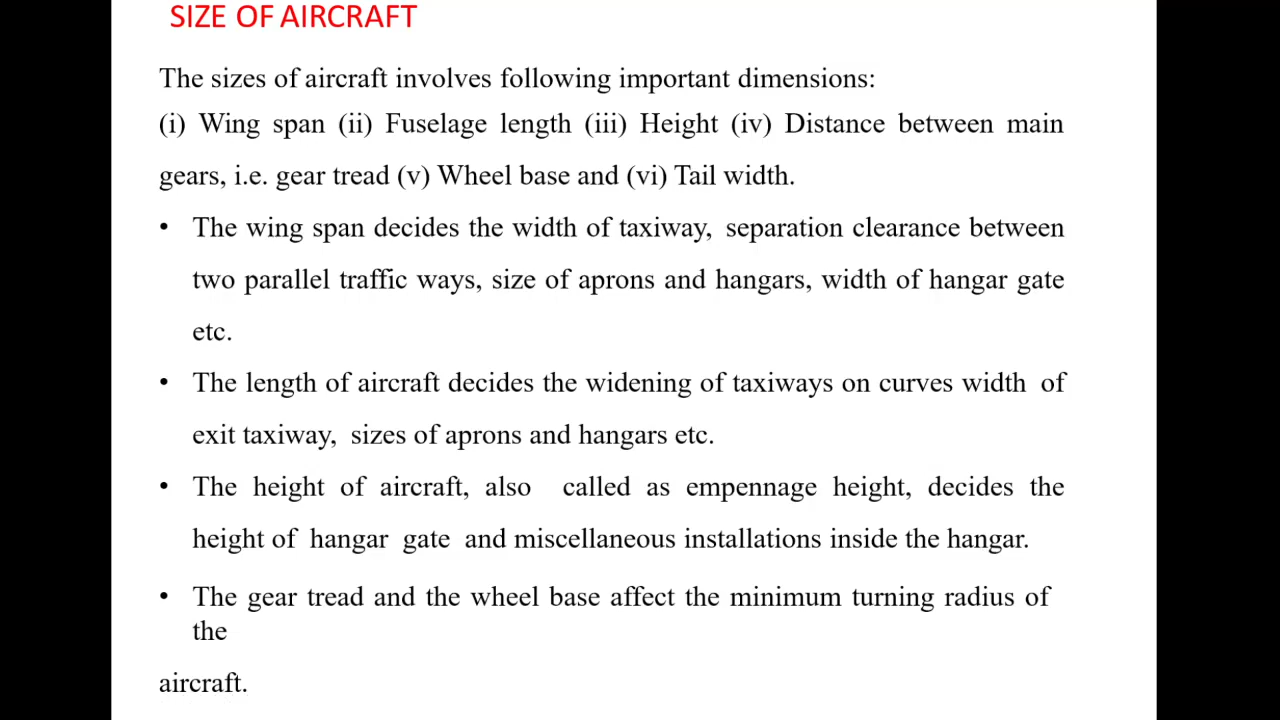 SIZE OF AIRCRAFT
The sizes of aircraft involves following important dimensions:
(i) Wing span (ii) Fuselage length (iii) Height (iv) Distance between main
gears, i.e. gear tread (v) Wheel base and (vi) Tail width.
• The wing span decides the width of taxiway, separation clearance between
two parallel traffic ways, size of aprons and hangars, width of hangar gate
etc.
• The length of aircraft decides the widening of taxiways on curves width of
exit taxiway, sizes of aprons and hangars etc.
• The height of aircraft, also called as empennage height, decides the
height of hangar gate and miscellaneous installations inside the hangar.
• The gear tread and the wheel base affect the minimum turning radius of
the
aircraft.